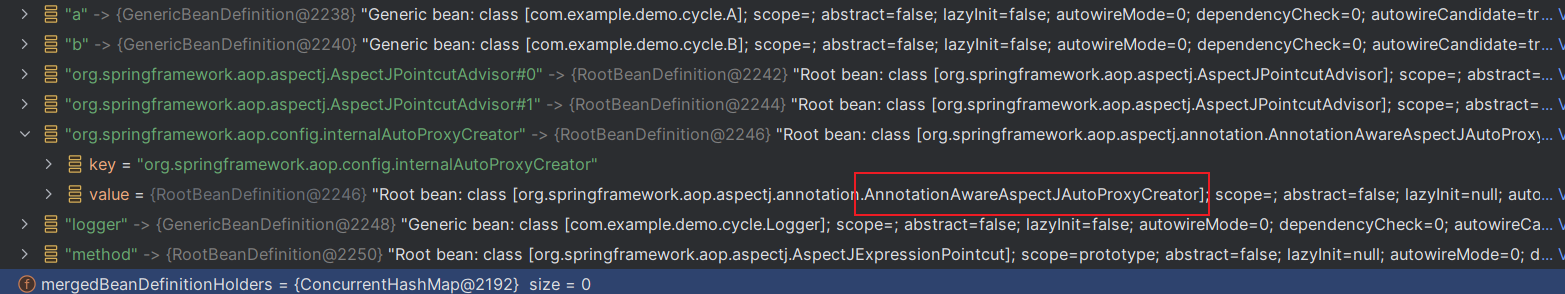 "a" -> {GenericBeanDefinition@2238} "Generic bean: class [com.example.demo.cycle.A]; scope=; abstract=false; lazyInit=false; autowireMode=0; dependencyCheck=0; autowireCandidate=tr... V
"b" -> {GenericBeanDefinition@2240} "Generic bean: class [com.example.demo.cycle.B]; scope=; abstract=false; lazyInit=false; autowireMode=0; dependencyCheck=0; autowireCandidate=tr... V
"org.springframework.aop.aspectj.AspectJPointcutAdvisor#0" -> {RootBeanDefinition@2242} "Root bean: class [org.springframework.aop.aspectj.AspectJPointcutAdvisor]; scope=; abstract=... V
"org.springframework.aop.aspectj.AspectJPointcutAdvisor#1" -> {RootBeanDefinition@2244} "Root bean: class [org.springframework.aop.aspectj.AspectJPointcutAdvisor]; scope=; abstract=... V
"org.springframework.aop.config.internalAutoProxyCreator" -> {RootBeanDefinition@2246} "Root bean: class [org.springframework.aop.aspectj.annotation.AnnotationAwareAspectJAutoProxy... V
key = "org.springframework.aop.config.internalAutoProxyCreator"
value = {RootBeanDefinition@2246} "Root bean: class [org.springframework.aop.aspectj.annotation.AnnotationAwareAspectJAutoProxyCreator]; scope=; abstract=false; lazyInit=null; auto... V
"logger" -> {GenericBeanDefinition@2248} "Generic bean: class [com.example.demo.cycle.Logger]; scope=; abstract=false; lazyInit=false; autowireMode=0; dependencyCheck=0; autowireCa... V
"method" -> {RootBeanDefinition@2250} "Root bean: class [org.springframework.aop.aspectj.AspectJExpressionPointcut]; scope=prototype; abstract=false; lazyInit=null; autowireMode=0; d... V
f mergedBeanDefinitionHolders = {ConcurrentHashMap@2192} size = 0